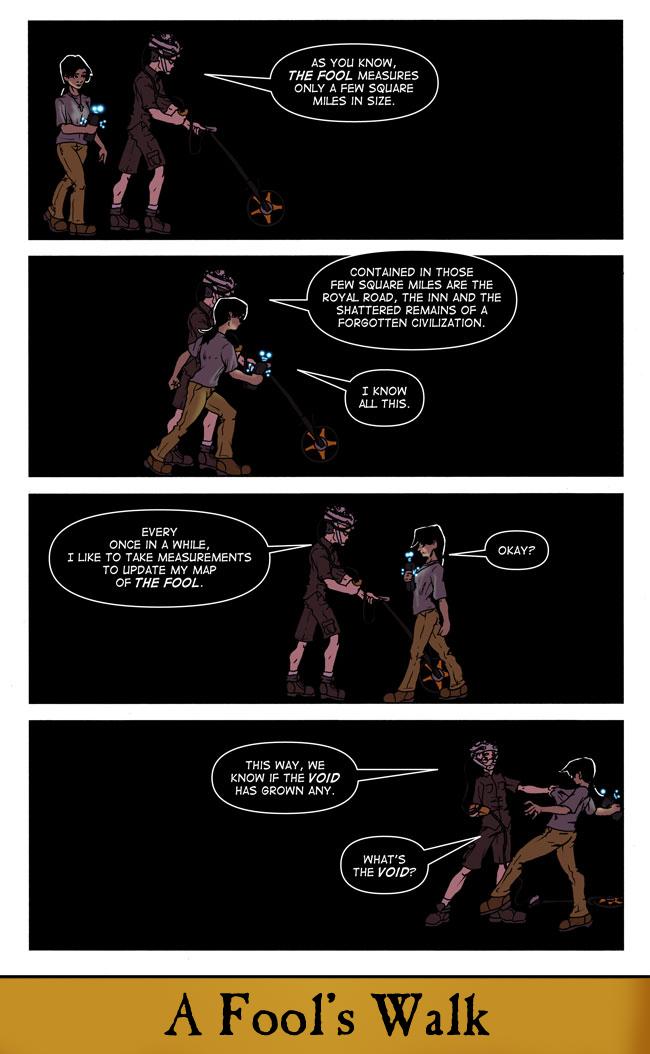 AS YOU KNOW,
THE FOOL MEASURES
ONLY A FEW SQUARE
MILES IN SIZE.
CONTAINED IN THOSE
FEW SQUARE MILES ARE THE
ROYAL ROAD, THE INN AND THE
SHATTERED REMAINS OF A
FORGOTTEN CIVILIZATION.
I KNOW
ALL THIS.
EVERY
ONCE IN A WHILE,
I LIKE TO TAKE MEASUREMENTS
TO UPDATE MY MAP
OF THE FOOL.
OKAY?
THIS WAY, WE
KNOW IF THE VOID
HAS GROWN ANY.
WHAT'S
THE VOID?
A Fool's Walk